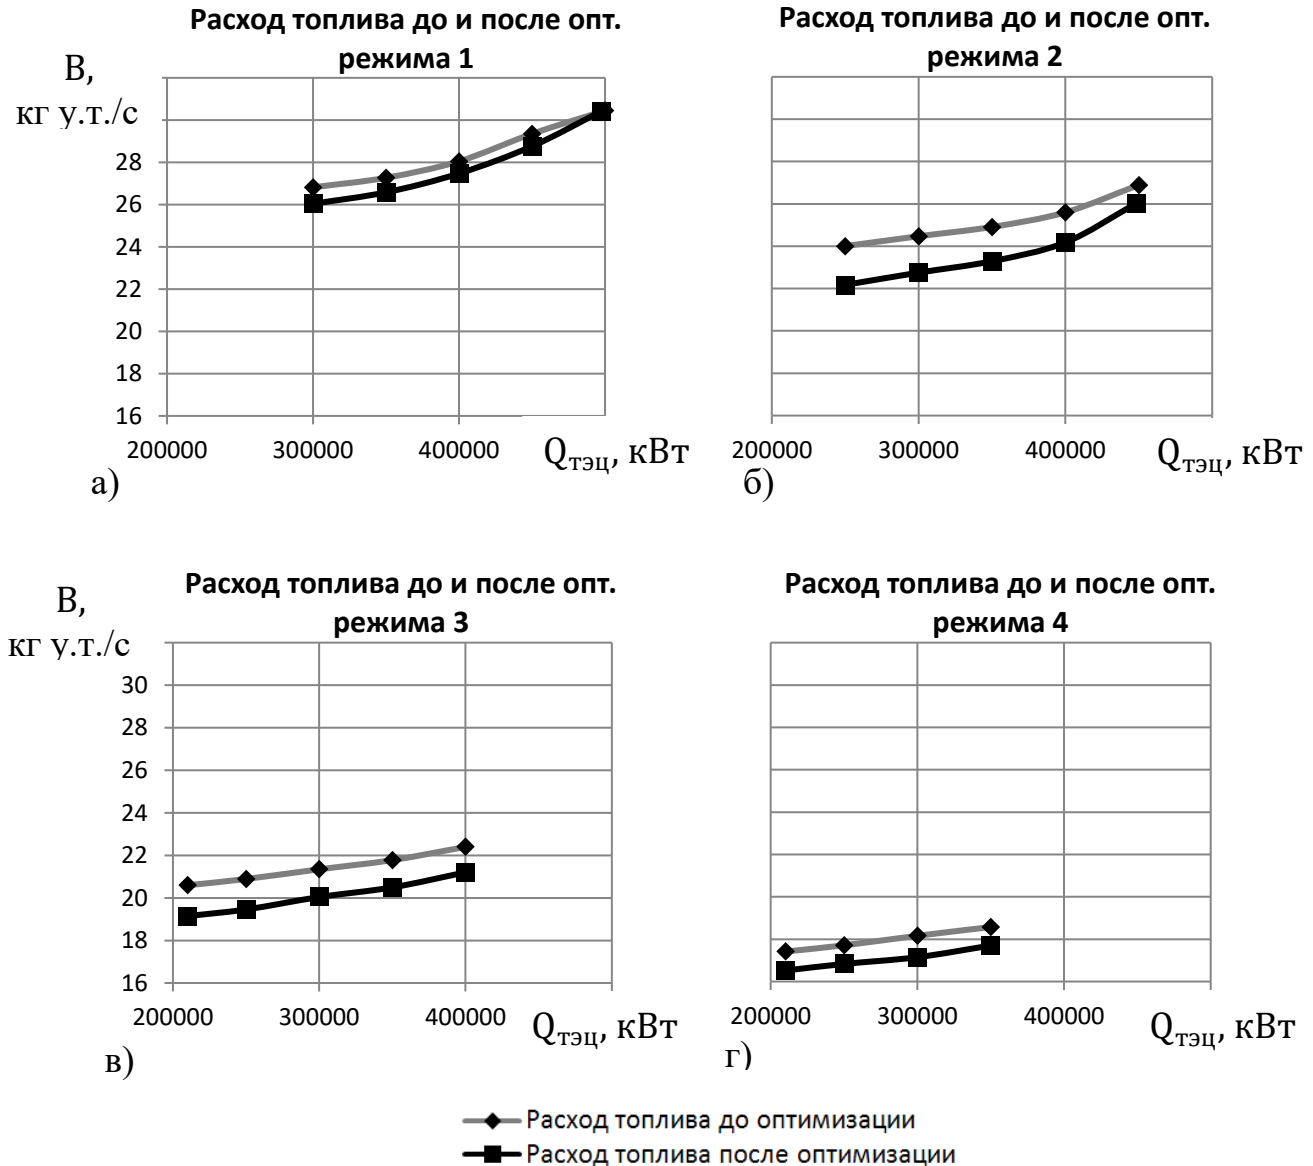 Расход топлива до и после опт.
режима 1
В,
кг у.т./с
28
26
24
22
20
18
16
200000
300000
400000
Qтэц, кВт
а)
Расход топлива до и после опт.
режима 2
200000
300000
400000
Qтэц, кВт
б)
Расход топлива до и после опт.
режима 3
В,
кг у.т./с
30
28
26
24
22
20
18
16
200000
300000
400000
Qтэц, кВт
в)
Расход топлива до и после опт.
режима 4
200000
300000
400000
Qтэц, кВт
г)
Расход топлива до оптимизации
Расход топлива после оптимизации